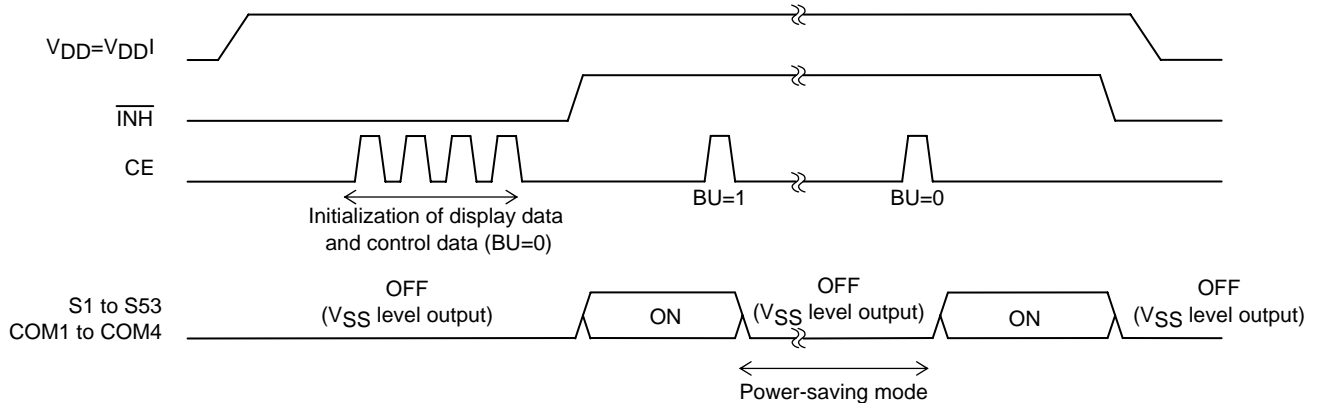 VDD=VDDI
INH
CE
BU=1
BU=0
Initialization of display data
and control data (BU=0)
S1 to S53
COM1 to COM4
OFF
(VSS level output)
ON
OFF
(VSS level output)
ON
OFF
(VSS level output)
Power-saving mode